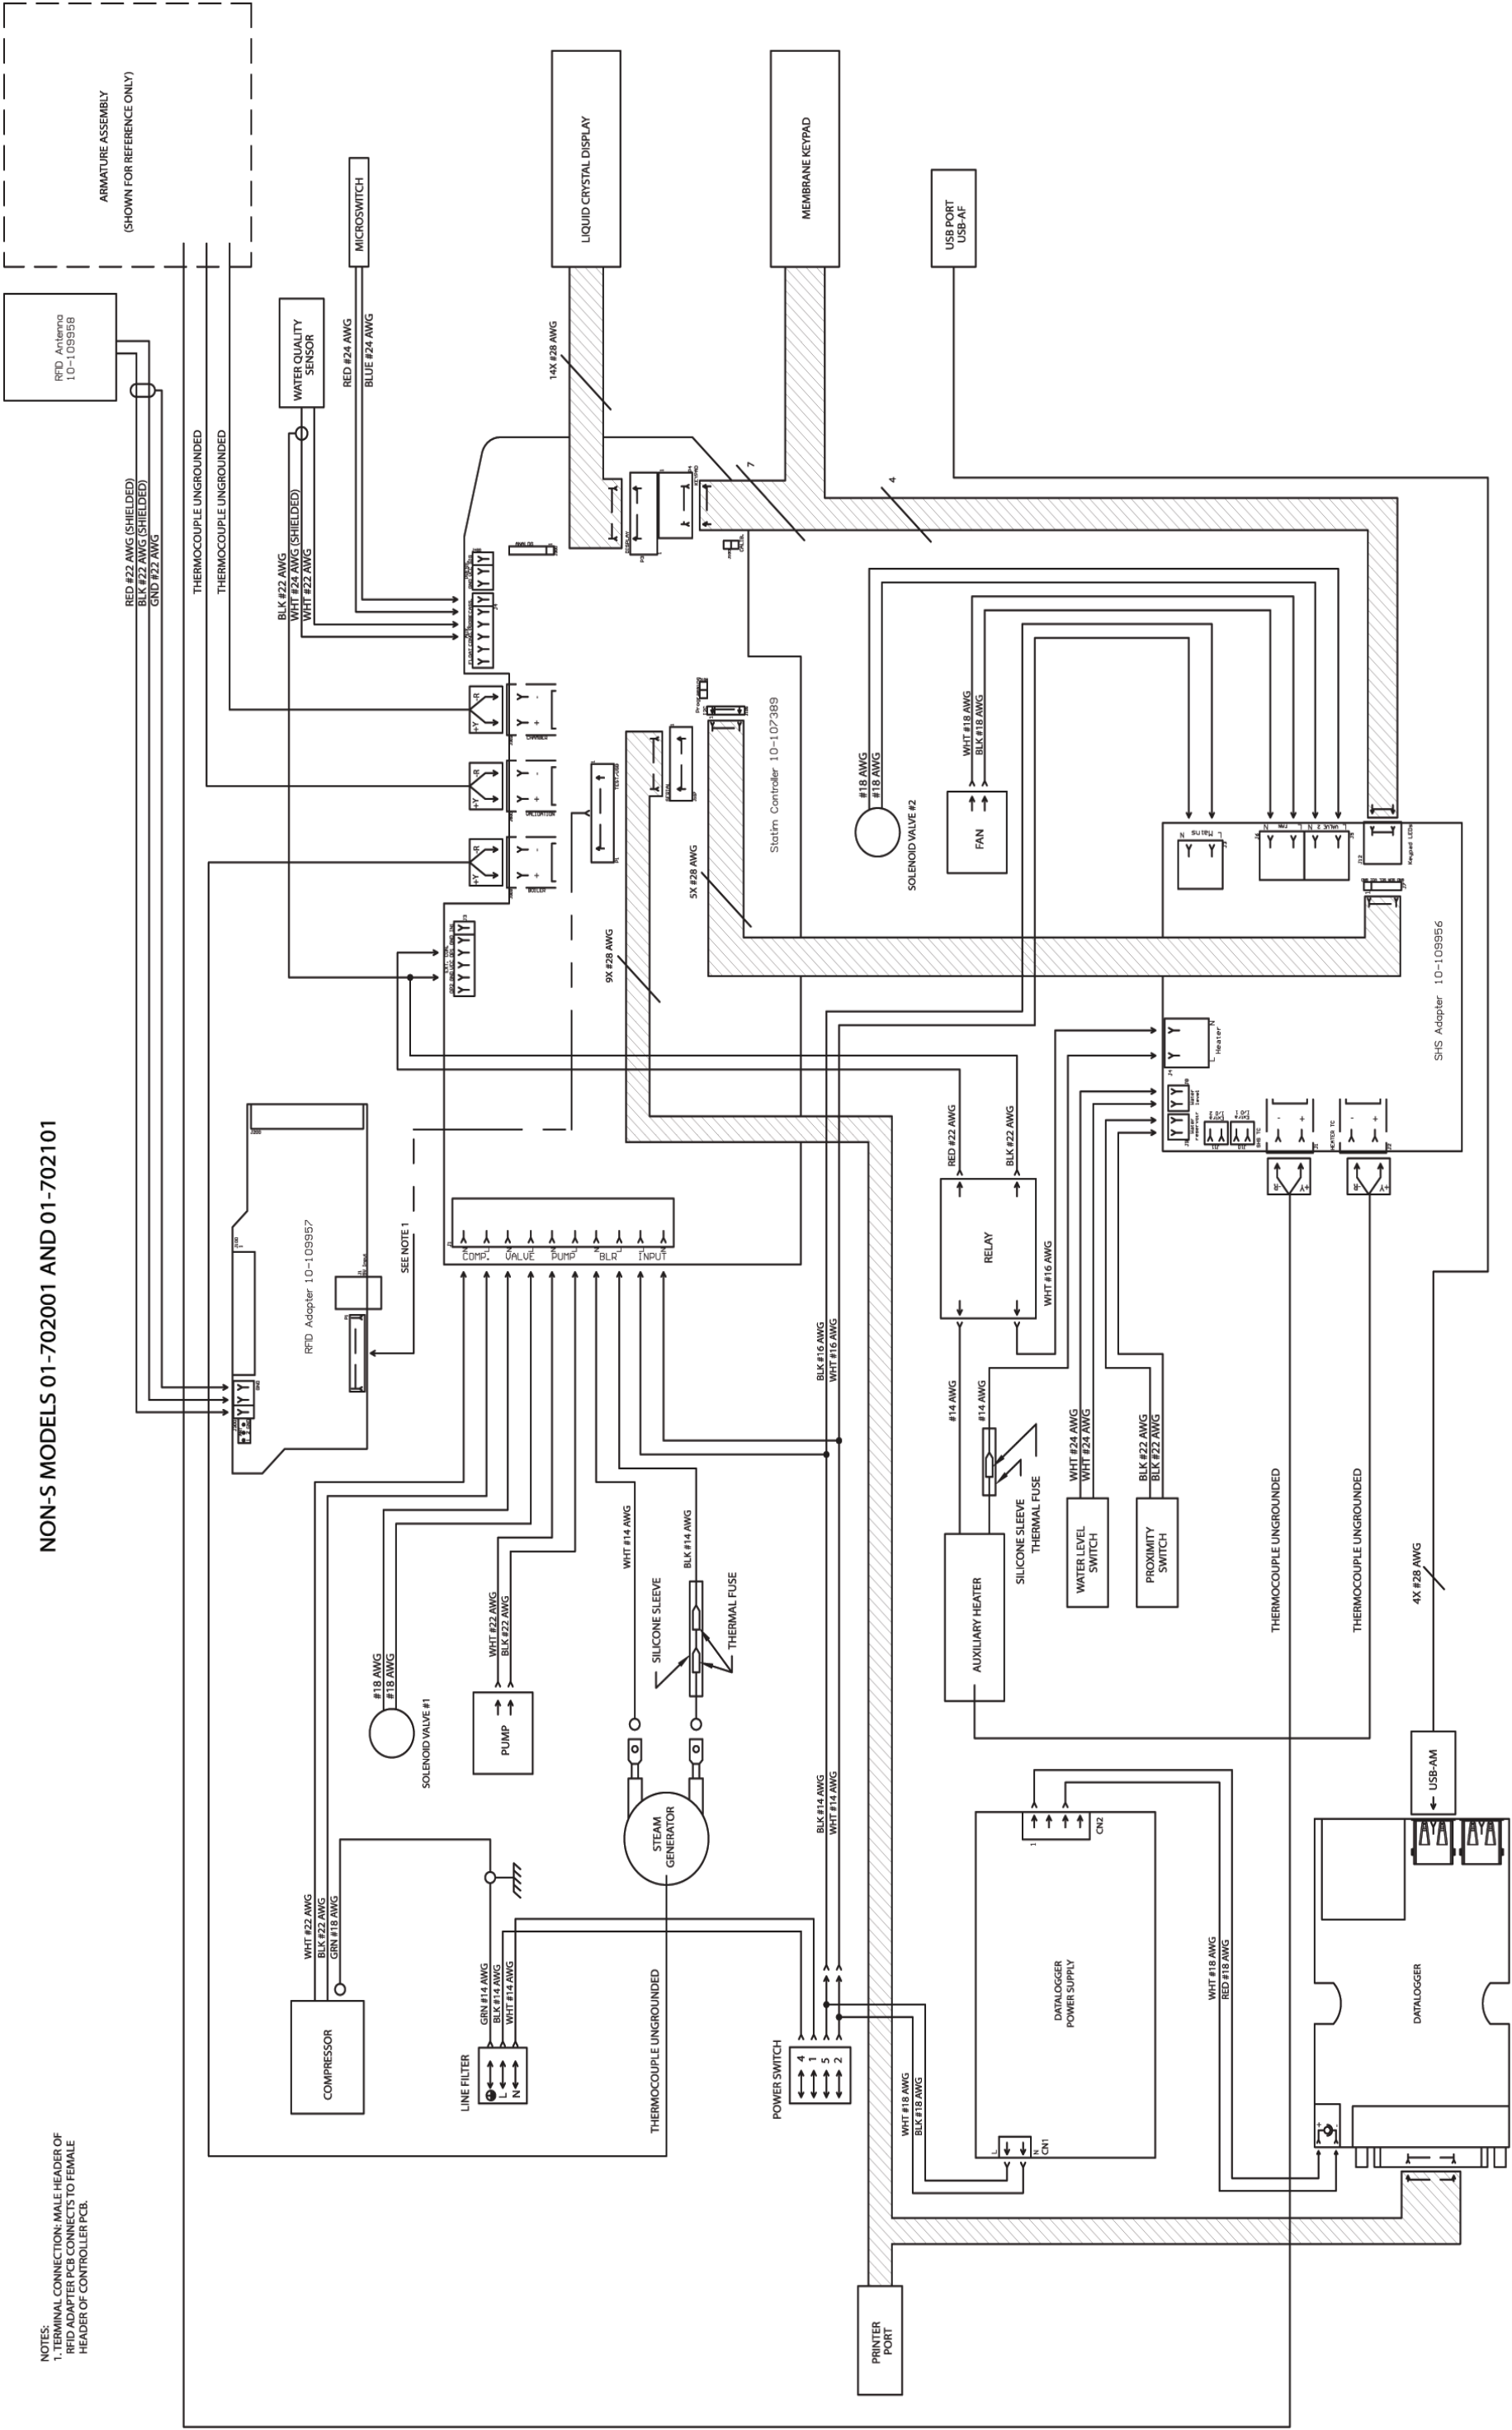 NON-S MODELS 01-702001 AND 01-702101
NOTES:
1. TERMINAL CONNECTION: MALE HEADER OF
RFID ADAPTER PCB CONNECTS TO FEMALE
HEADER OF CONTROLLER PCB.
ARMATURE ASSEMBLY
(SHOWN FOR REFERENCE ONLY)
RFID Antenna
10-109958
RED #22 AWG (SHIELDED)
BLK #22 AWG (SHIELDED)
GND #22 AWG
THERMOCOUPLE UNGROUNDED
THERMOCOUPLE UNGROUNDED
WATER QUALITY
SENSOR
BLK #22 AWG
WHT #24 AWG (SHIELDED)
WHT #22 AWG
MICROSWITCH
RED #24 AWG
BLUE #24 AWG
LIQUID CRYSTAL DISPLAY
14X #28 AWG
MEMBRANE KEYPAD
7
4
USB PORT
USB-AF
Statim Controller 10-107389
5X #28 AWG
9X #28 AWG
COMP.
VALVE
PUMP
BLR
INPUT
RFID Adapter 10-109957
SEE NOTE 1
#18 AWG
#18 AWG
SOLENOID VALVE #2
WHT #18 AWG
BLK #18 AWG
FAN
Mains
Keypad LEDs
SHS Adapter 10-109956
Heater
HEATER TC
RED #22 AWG
BLK #22 AWG
RELAY
WHT #16 AWG
#14 AWG
#14 AWG
BLK #16 AWG
WHT #16 AWG
SILICONE SLEEVE
THERMAL FUSE
AUXILIARY HEATER
WHT #24 AWG
WHT #24 AWG
WATER LEVEL
SWITCH
BLK #22 AWG
BLK #22 AWG
PROXIMITY
SWITCH
THERMOCOUPLE UNGROUNDED
THERMOCOUPLE UNGROUNDED
4X #28 AWG
USB-AM
#18 AWG
#18 AWG
SOLENOID VALVE #1
WHT #22 AWG
BLK #22 AWG
PUMP
WHT #14 AWG
BLK #14 AWG
SILICONE SLEEVE
THERMAL FUSE
STEAM
GENERATOR
WHT #22 AWG
BLK #22 AWG
GRN #18 AWG
COMPRESSOR
GRN #14 AWG
BLK #14 AWG
WHT #14 AWG
LINE FILTER
L
N
THERMOCOUPLE UNGROUNDED
BLK #14 AWG
WHT #14 AWG
POWER SWITCH
4
1
5
2
WHT #18 AWG
BLK #18 AWG
DATALOGGER
POWER SUPPLY
CN1
L
N
CN2
1
WHT #18 AWG
RED #18 AWG
DATALOGGER
PRINTER
PORT